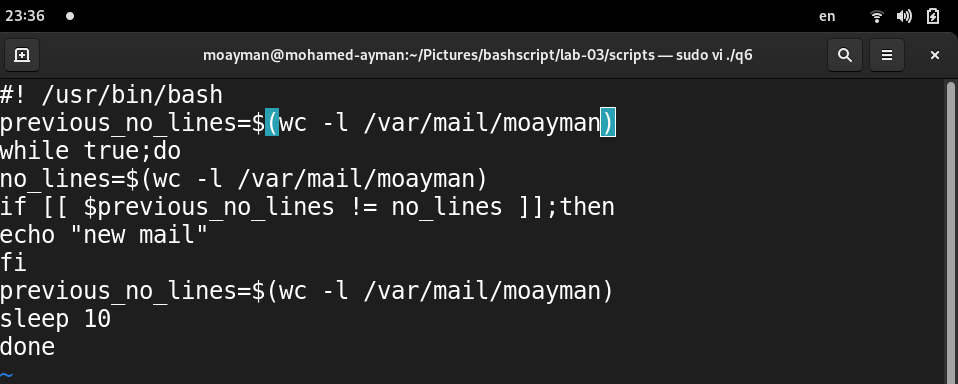 23:36
en
moayman@mohamed-ayman:~/Pictures/bashscript/lab-03/scripts — sudo vi ./q6
#! /usr/bin/bash
previous_no_lines=$(wc -l /var/mail/moayman)
while true;do
no_lines=$(wc -l /var/mail/moayman)
if [[ $previous_no_lines != no_lines ]];then
echo "new mail"
fi
previous_no_lines=$(wc -l /var/mail/moayman)
sleep 10
done
~